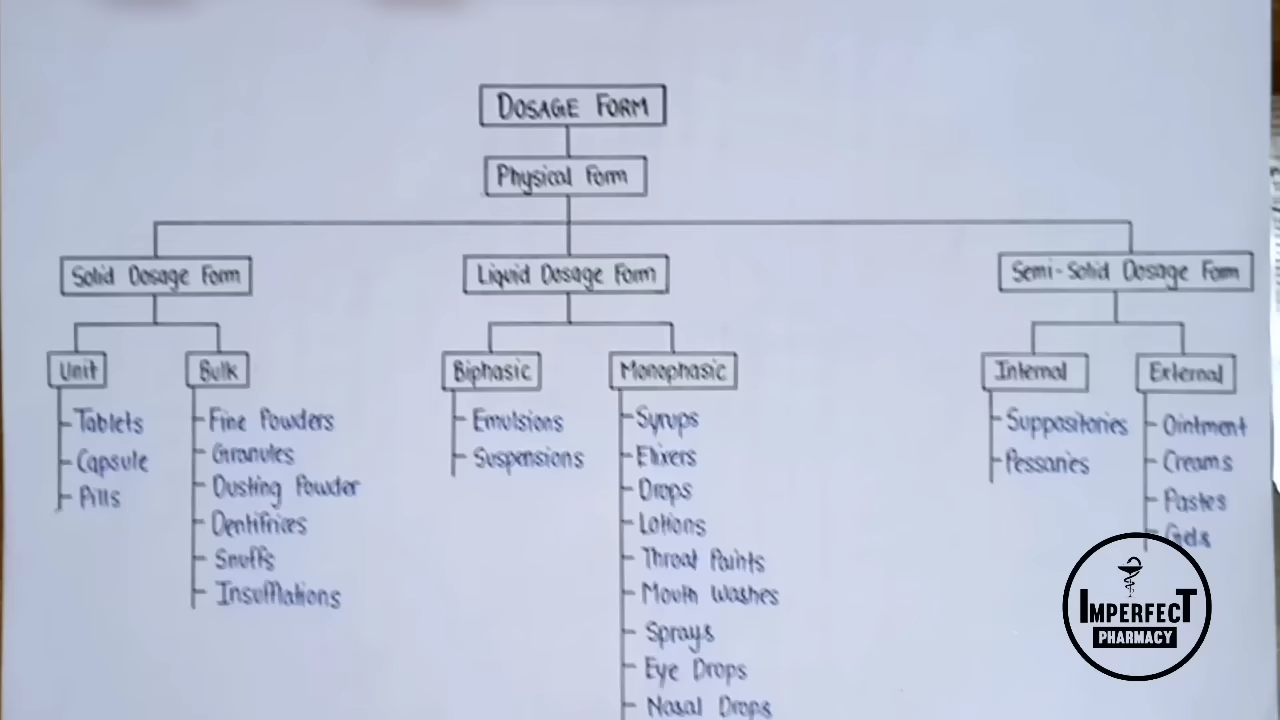 DOSAGE FORM
Physical Form
Solid Dosage Form
Unit
Tablets
Capsule
Pills
Bulk
Fine Powders
Granules
Dusting Powder
Dentifrices
Snuffs
Insufflations
Liquid Dosage Form
Biphasic
Emulsions
Suspensions
Monophasic
Syrups
Elixers
Drops
Lotions
Throat Paints
Mouth Washes
Sprays
Eye Drops
Nasal Drops
Semi-Solid Dosage Form
Internal
Suppositories
Pessaries
External
Ointment
Creams
Pastes
Gels
IMPERFECT
PHARMACY